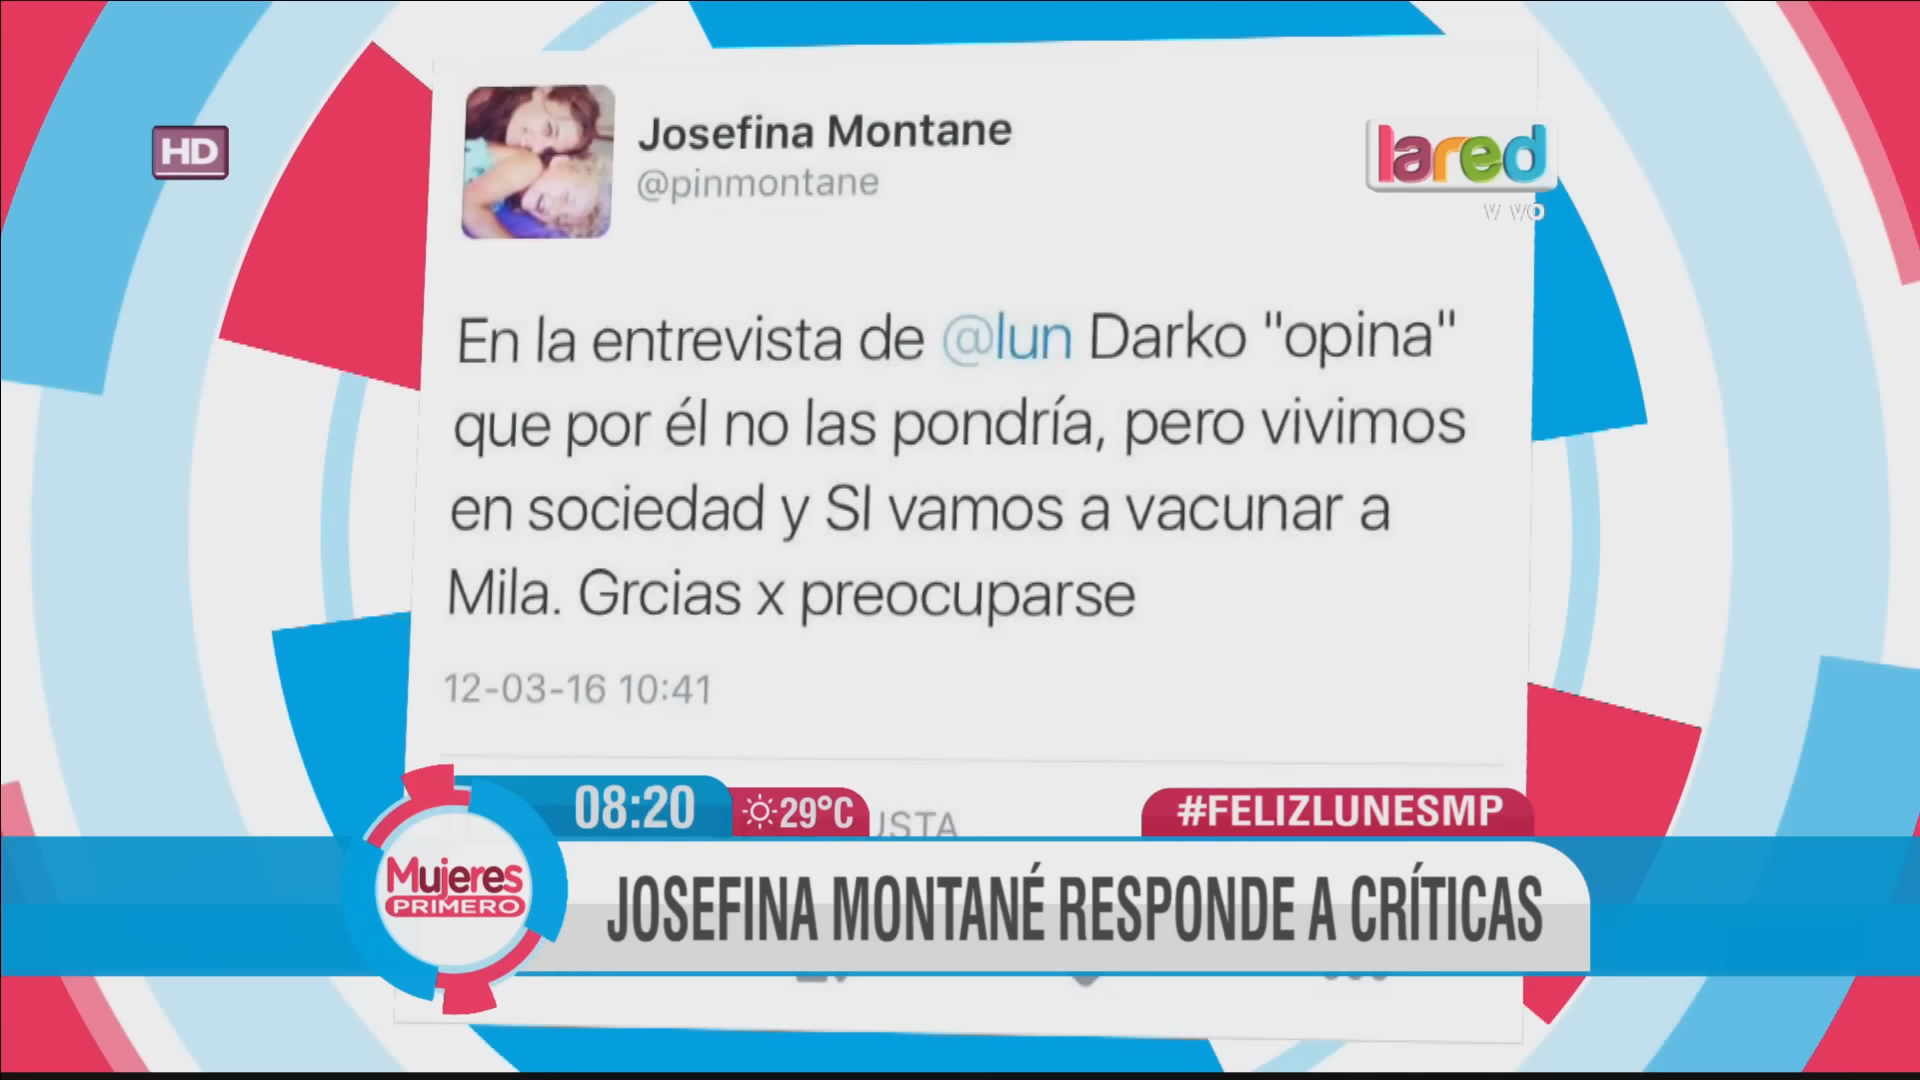 HD
Josefina Montane
@pinmontane
lared
VIVO
En la entrevista de @lun Darko "opina"
que por él no las pondría, pero vivimos
en sociedad y SI vamos a vacunar a
Mila. Grcias x preocuparse
12-03-16 10:41
08:20
29°C
USTA
#FELIZLUNESMP
Mujeres
PRIMERO
JOSEFINA MONTANÉ RESPONDE A CRÍTICAS